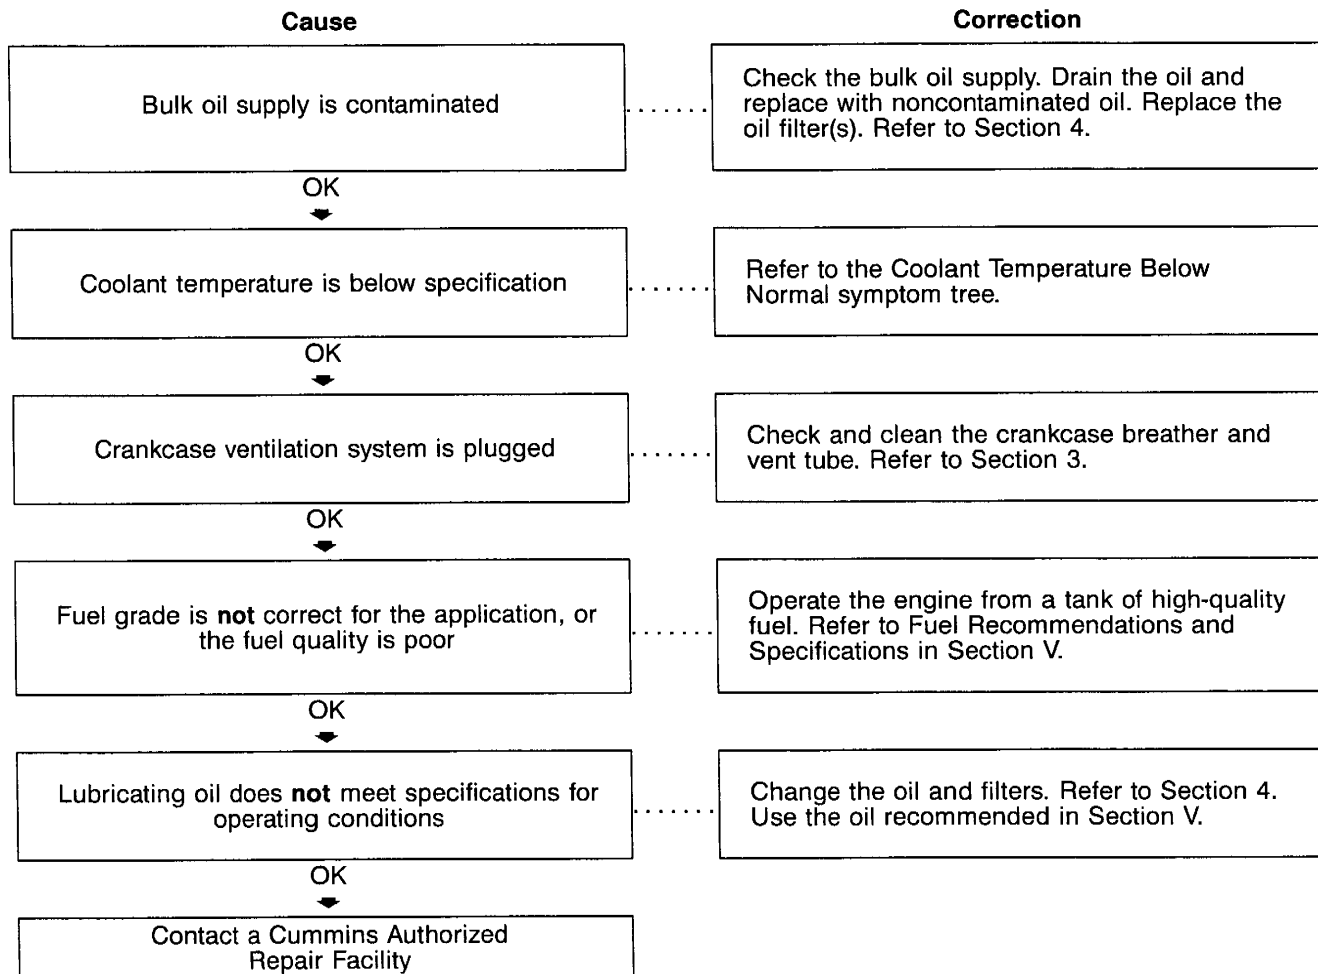 Cause
Correction
Bulk oil supply is contaminated
Check the bulk oil supply. Drain the oil and
replace with noncontaminated oil. Replace the
oil filter(s). Refer to Section 4.
OK
Coolant temperature is below specification
Refer to the Coolant Temperature Below
Normal symptom tree.
OK
Crankcase ventilation system is plugged
Check and clean the crankcase breather and
vent tube. Refer to Section 3.
OK
Fuel grade is not correct for the application, or
the fuel quality is poor
Operate the engine from a tank of high-quality
fuel. Refer to Fuel Recommendations and
Specifications in Section V.
OK
Lubricating oil does not meet specifications for
operating conditions
Change the oil and filters. Refer to Section 4.
Use the oil recommended in Section V.
OK
Contact a Cummins Authorized
Repair Facility